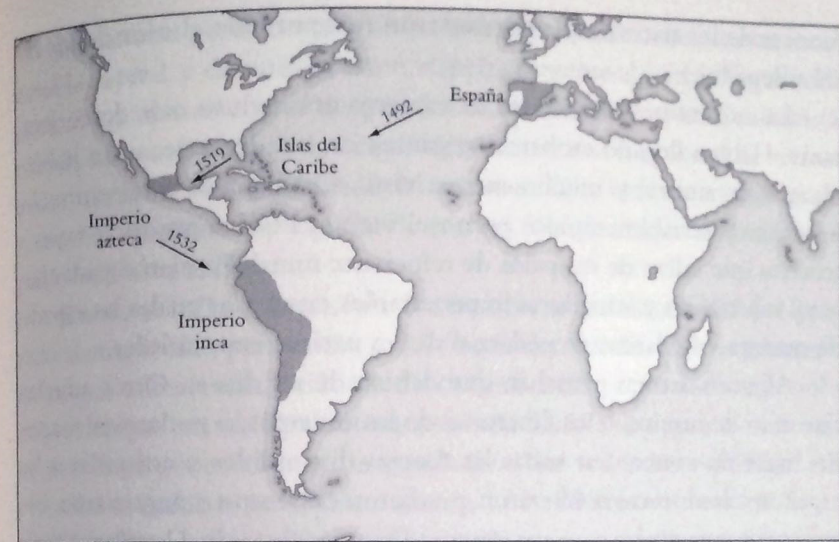 España
1492
Islas del
Caribe
1519
Imperio
azteca
1532
Imperio
inca